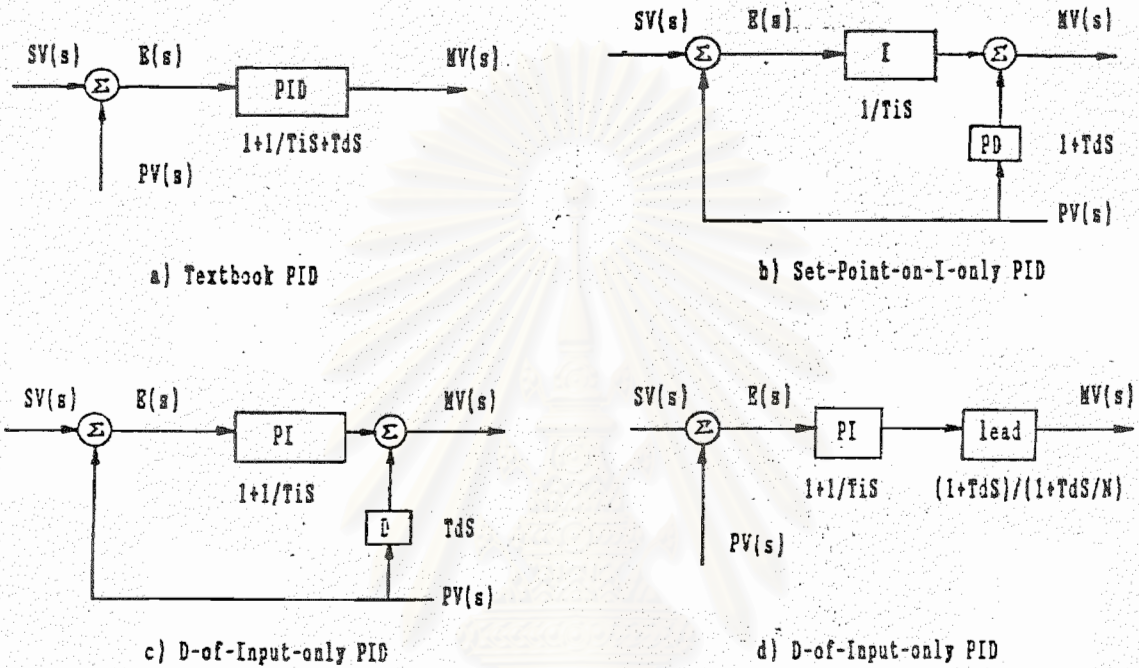 SV(s)
E(s)
MV(s)
Σ
PID
1+1/TiS+TdS
PV(s)
a) Textbook PID
SV(s)
E(s)
MV(s)
Σ
I
Σ
1/TiS
PD
1+TdS
PV(s)
b) Set-Point-on-I-only PID
SV(s)
E(s)
MV(s)
Σ
PI
Σ
1+1/TiS
D
TdS
PV(s)
c) D-of-Input-only PID
SV(s)
E(s)
MV(s)
Σ
PI
lead
1+1/TiS
(1+TdS)/(1+TdS/N)
PV(s)
d) D-of-Input-only PID